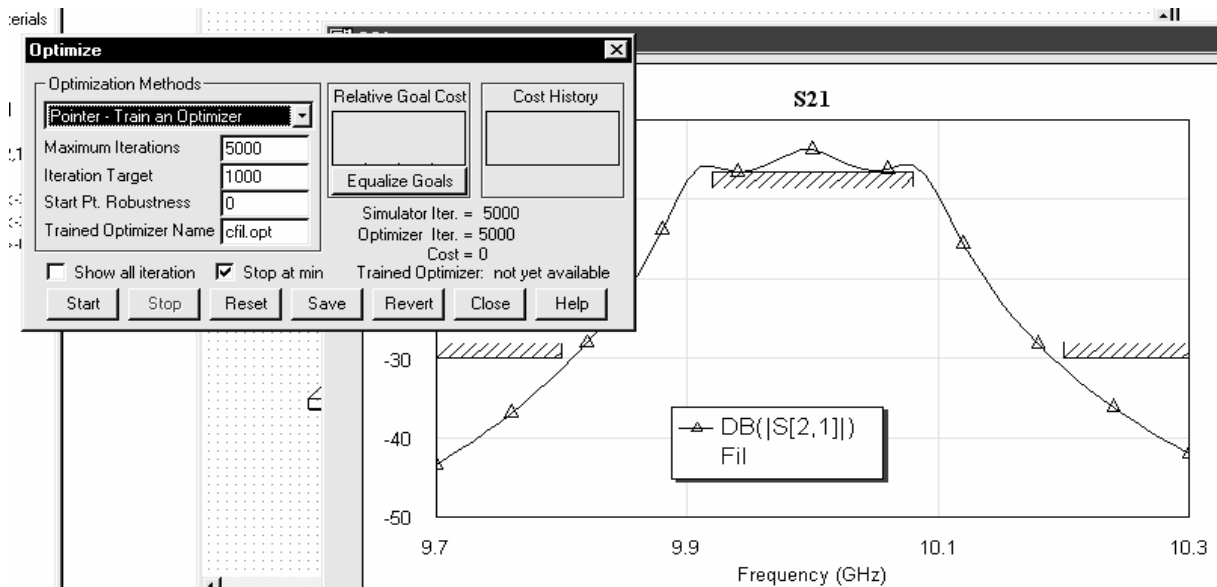 terials
Optimize
Optimization Methods
Pointer - Train an Optimizer
Maximum Iterations 5000
Iteration Target 1000
Start Pt. Robustness 0
Trained Optimizer Name cfil.opt
Relative Goal Cost
Equalize Goals
Cost History
Simulator Iter. = 5000
Optimizer Iter. = 5000
Cost = 0
Show all iteration Stop at min Trained Optimizer: not yet available
Start Stop Reset Save Revert Close Help
S21
-30
-40
-50
DB(|S[2,1]|)
Fil
9.7 9.9 10.1 10.3
Frequency (GHz)